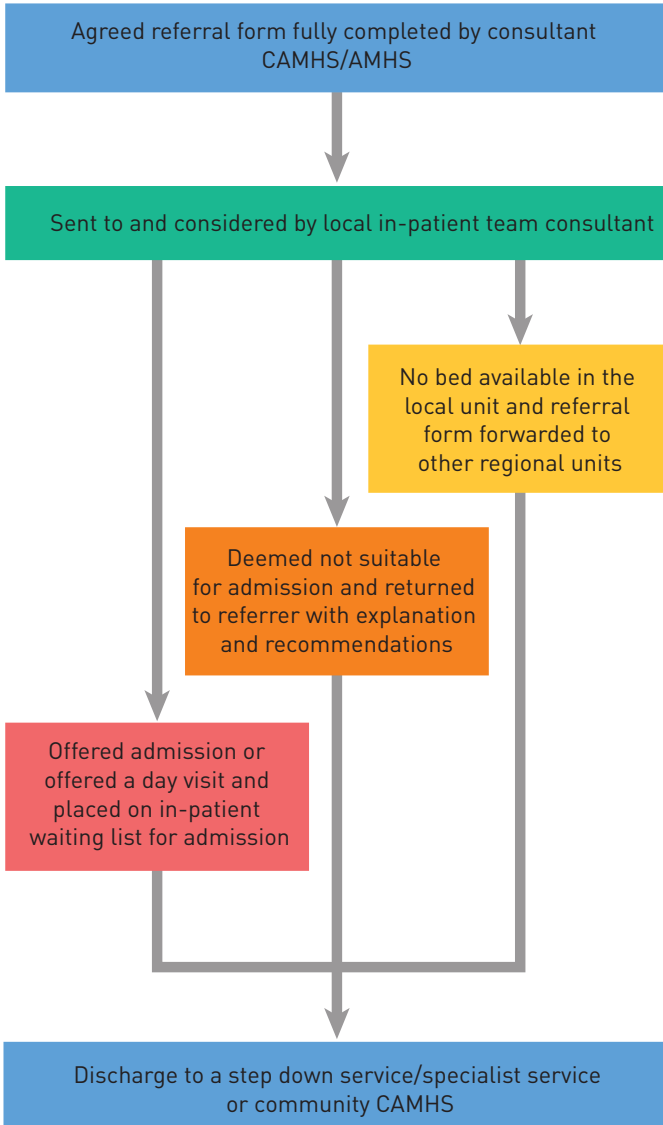 Agreed referral form fully completed by consultant
CAMHS/AMHS
Sent to and considered by local in-patient team consultant
No bed available in the
local unit and referral
form forwarded to
other regional units
Deemed not suitable
for admission and returned
to referrer with explanation
and recommendations
Offered admission or
offered a day visit and
placed on in-patient
waiting list for admission
Discharge to a step down service/specialist service
or community CAMHS